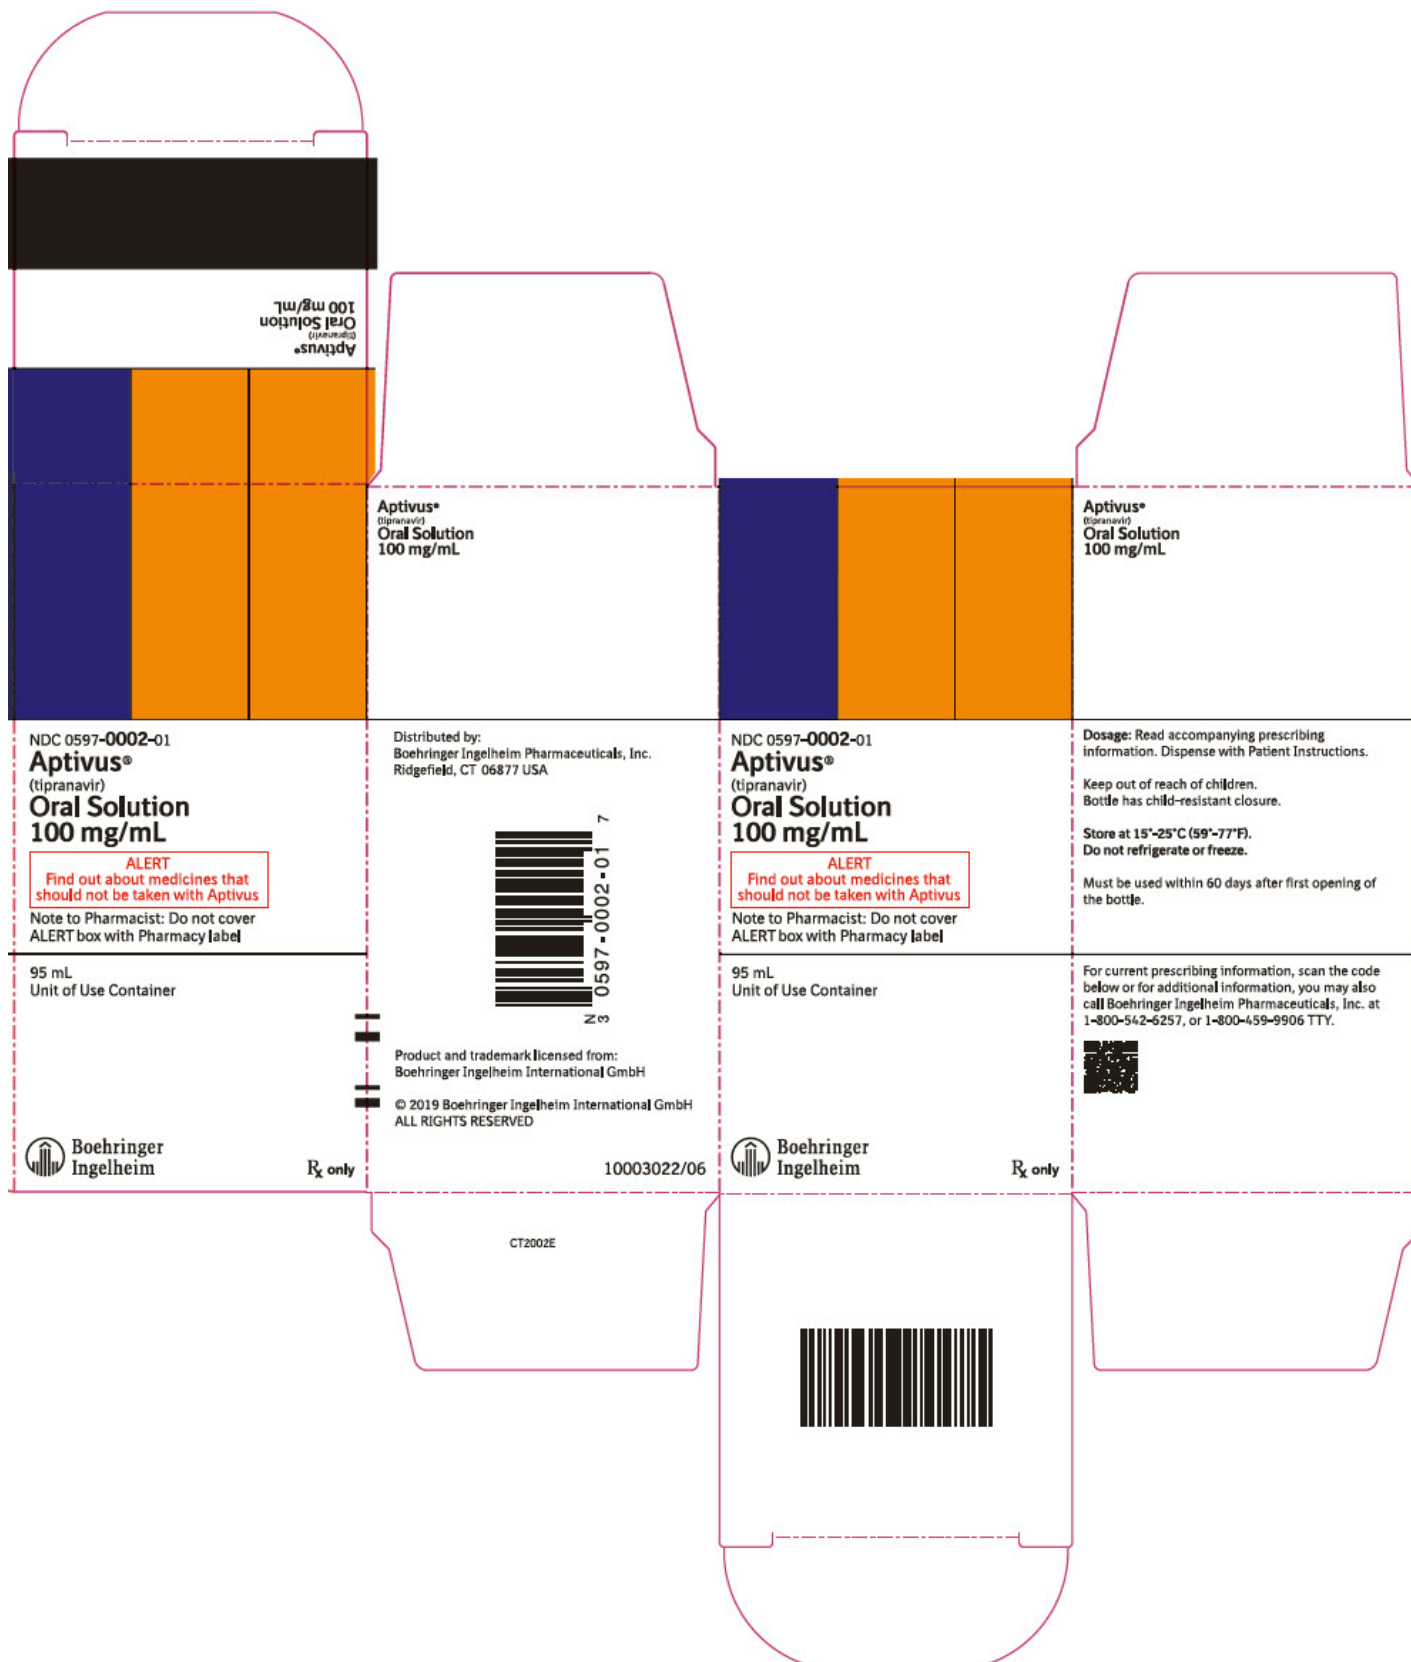 Aptivus®
(tipranavir)
Oral Solution
100 mg/mL
Aptivus®
(tipranavir)
Oral Solution
100 mg/mL
Aptivus®
(tipranavir)
Oral Solution
100 mg/mL
NDC 0597-0002-01
Aptivus®
(tipranavir)
Oral Solution
100 mg/mL
ALERT
Find out about medicines that
should not be taken with Aptivus
Note to Pharmacist: Do not cover
ALERT box with Pharmacy label
95 mL
Unit of Use Container
Boehringer
Ingelheim
Rx only
Distributed by:
Boehringer Ingelheim Pharmaceuticals, Inc.
Ridgefield, CT 06877 USA
N
3 0597-0002-01 7
Product and trademark licensed from:
Boehringer Ingelheim International GmbH
© 2019 Boehringer Ingelheim International GmbH
ALL RIGHTS RESERVED
10003022/06
CT2002E
NDC 0597-0002-01
Aptivus®
(tipranavir)
Oral Solution
100 mg/mL
ALERT
Find out about medicines that
should not be taken with Aptivus
Note to Pharmacist: Do not cover
ALERT box with Pharmacy label
95 mL
Unit of Use Container
Boehringer
Ingelheim
Rx only
Dosage: Read accompanying prescribing
information. Dispense with Patient Instructions.
Keep out of reach of children.
Bottle has child-resistant closure.
Store at 15°-25°C (59°-77°F).
Do not refrigerate or freeze.
Must be used within 60 days after first opening of
the bottle.
For current prescribing information, scan the code
below or for additional information, you may also
call Boehringer Ingelheim Pharmaceuticals, Inc. at
1-800-542-6257, or 1-800-459-9906 TTY.